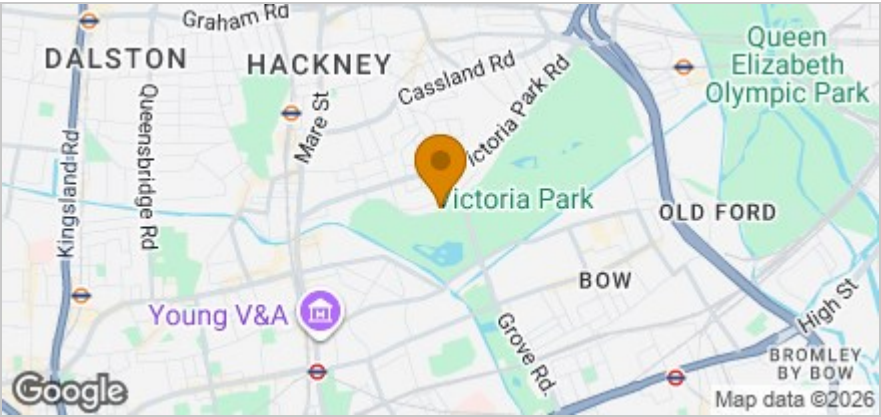 Graham Rd
DALSTON
HACKNEY
Cassland Rd
Queen
Elizabeth
Olympic Park
Victoria Park Rd
Mare St
Queensbridge Rd
Kingsland Rd
Victoria Park
OLD FORD
BOW
Young V&A
High St
Grove Rd.
BROMLEY
BY BOW
Google
Map data ©2026